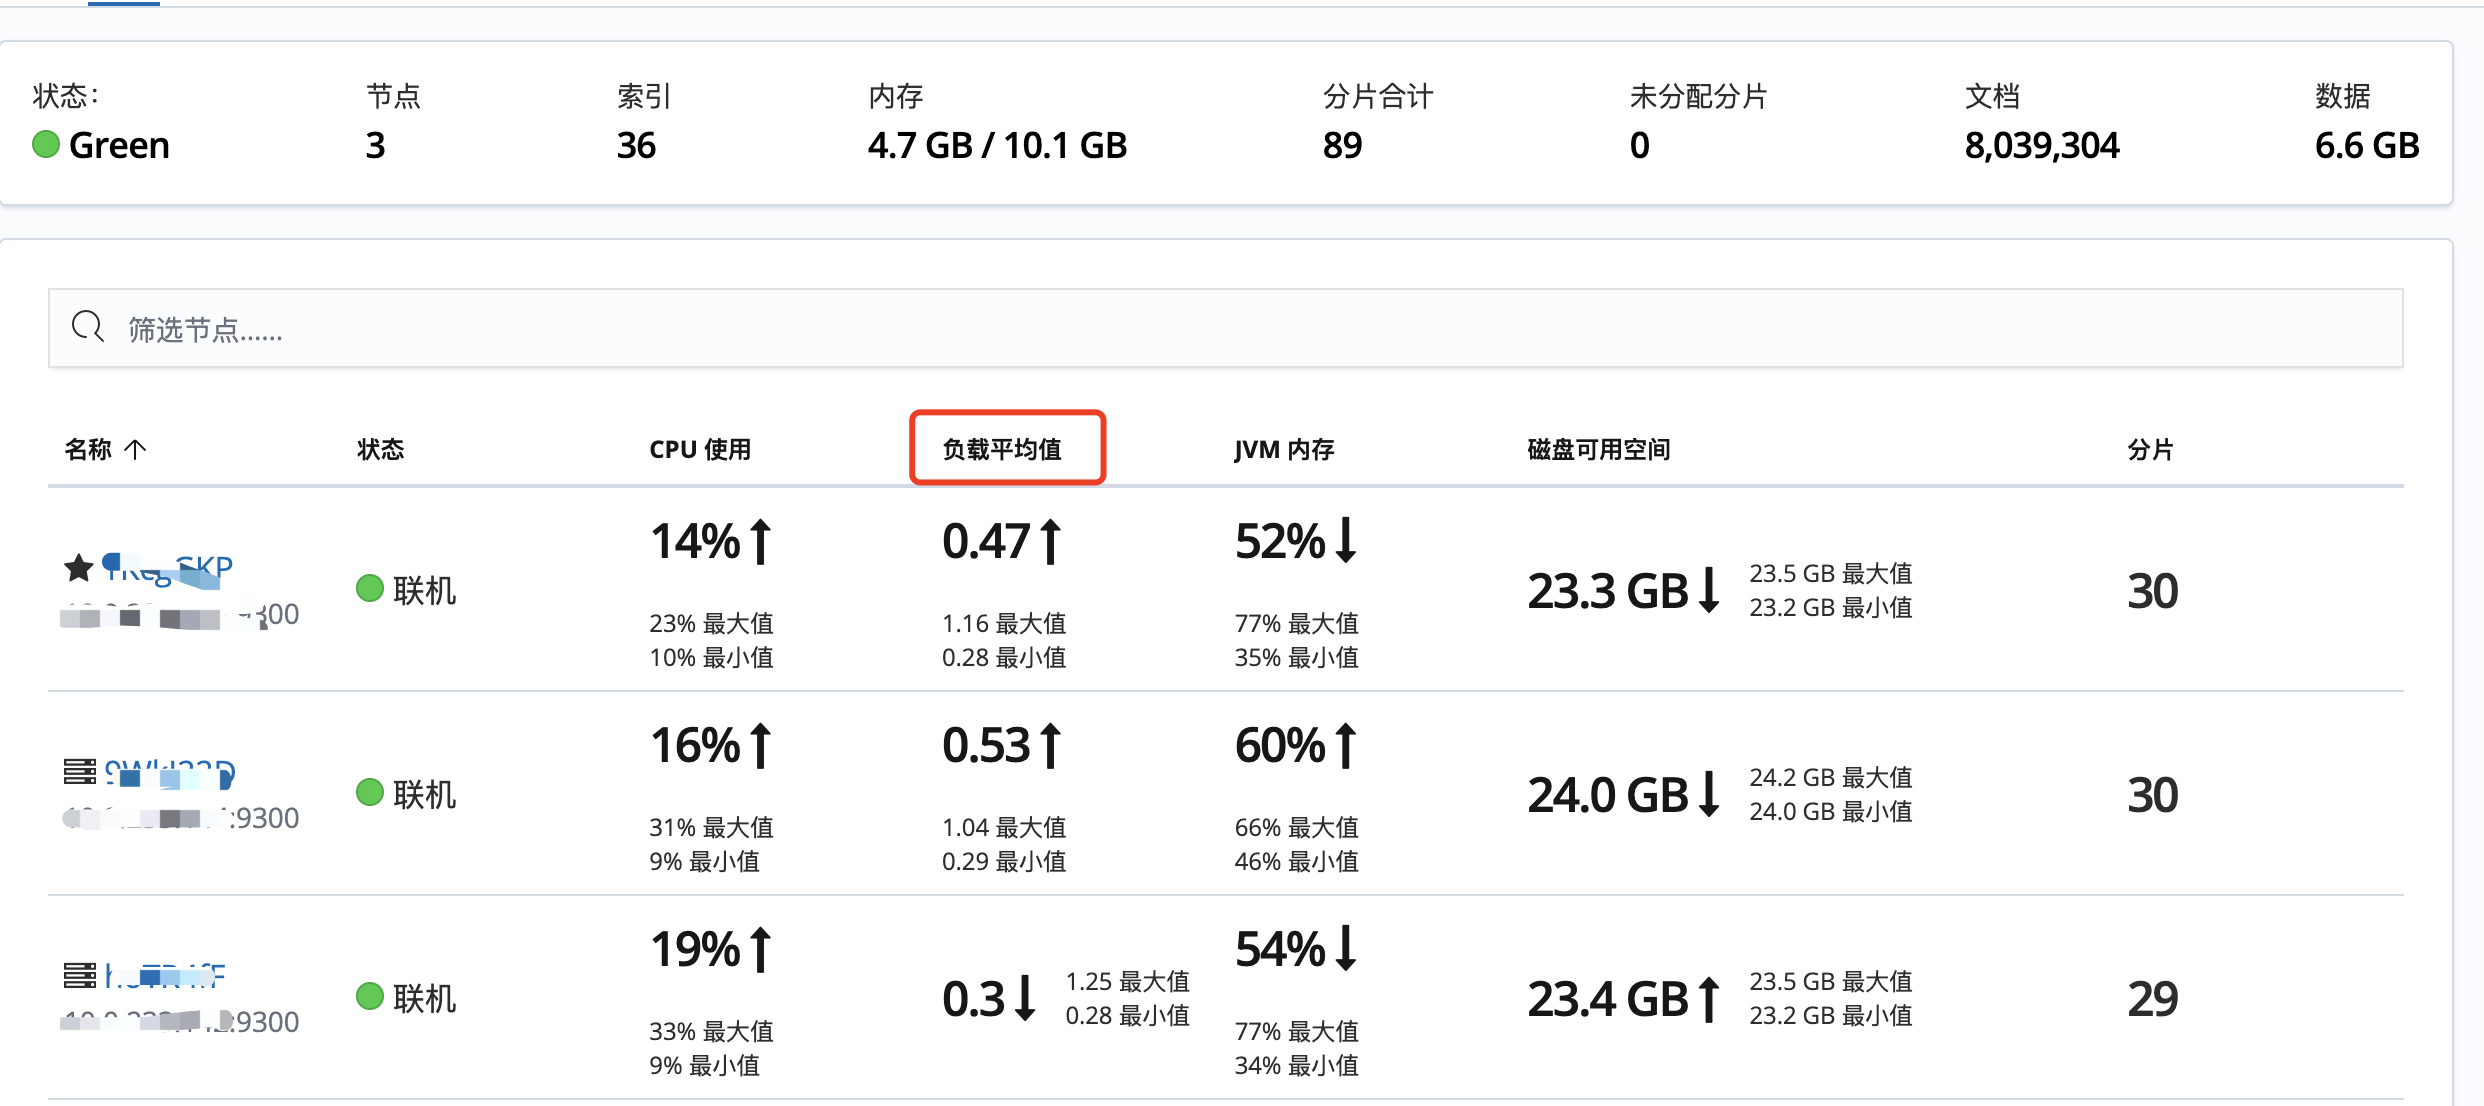 状态： 节点 索引 内存 分片合计 未分配分片 文档 数据
Green 3 36 4.7 GB / 10.1 GB 89 0 8,039,304 6.6 GB
筛选节点......
名称 状态 CPU 使用 负载平均值 JVM 内存 磁盘可用空间 分片
联机 14% 0.47 52% 23.3 GB 30
23% 最大值 1.16 最大值 77% 最大值 23.5 GB 最大值
10% 最小值 0.28 最小值 35% 最小值 23.2 GB 最小值
:9300 联机 16% 0.53 60% 24.0 GB 30
31% 最大值 1.04 最大值 66% 最大值 24.2 GB 最大值
9% 最小值 0.29 最小值 46% 最小值 24.0 GB 最小值
:9300 联机 19% 0.3 54% 23.4 GB 29
33% 最大值 1.25 最大值 77% 最大值 23.5 GB 最大值
9% 最小值 0.28 最小值 34% 最小值 23.2 GB 最小值